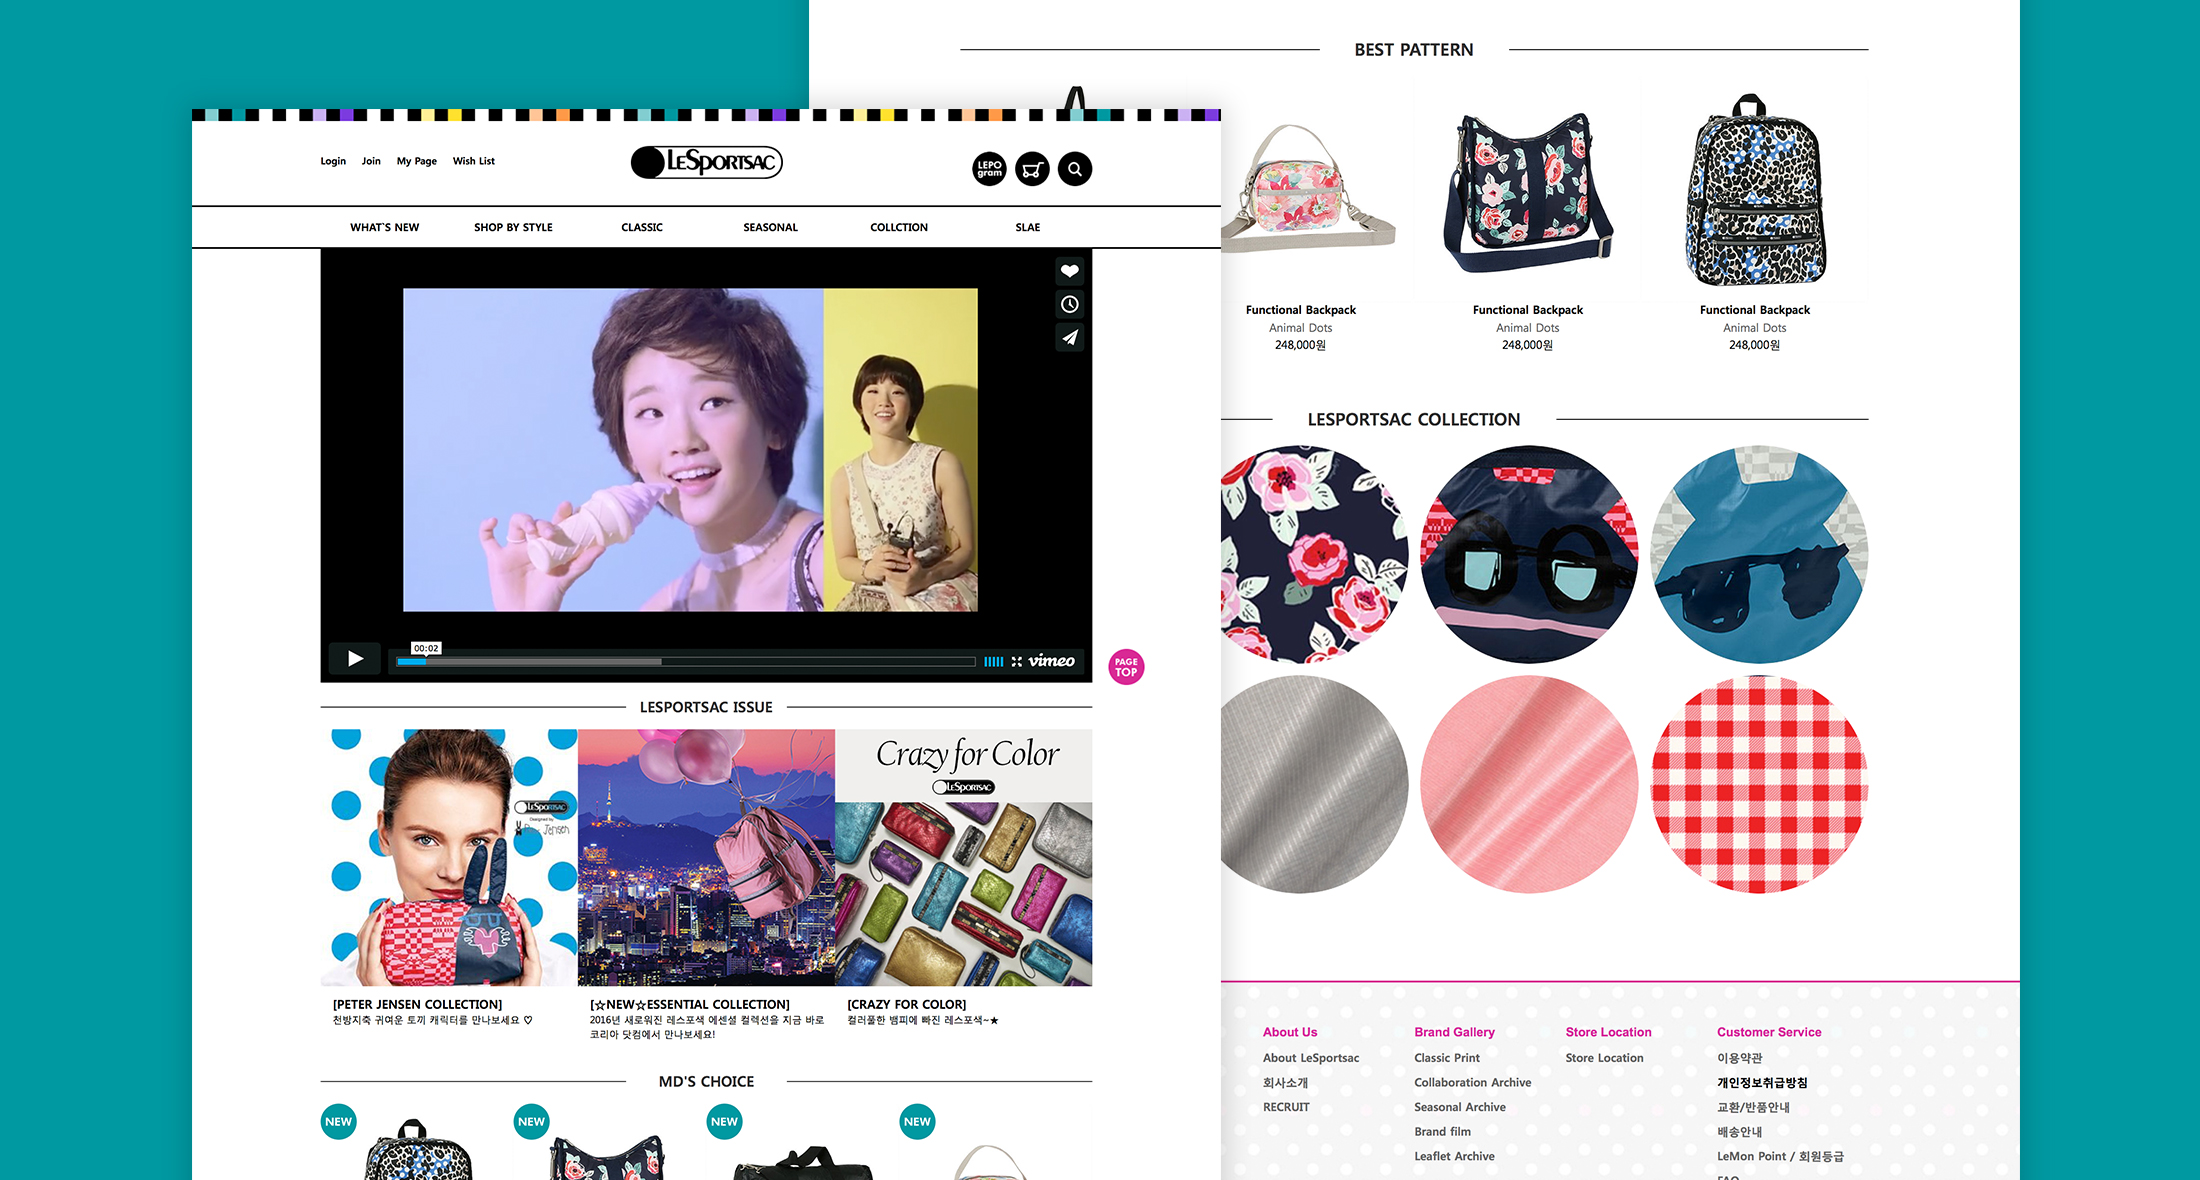 Login Join My Page Wish List
LESPORTSAC
LEPO
gram
WHAT`S NEW SHOP BY STYLE CLASSIC SEASONAL COLLCTION SLAE
00:02
vimeo
PAGE
TOP
LESPORTSAC ISSUE
LESPORTSAC
Designed by
Peter Jensen
Crazy for Color
LESPORTSAC
[PETER JENSEN COLLECTION]
천방지축 귀여운 토끼 캐릭터를 만나보세요 ♡
[☆NEW☆ESSENTIAL COLLECTION]
2016년 새로워진 레스포색 에센셜 컬렉션을 지금 바로
코리아 닷컴에서 만나보세요!
[CRAZY FOR COLOR]
컬러풀한 뱀피에 빠진 레스포색~★
MD'S CHOICE
NEW NEW NEW NEW
BEST PATTERN
Functional Backpack
Animal Dots
248,000원
Functional Backpack
Animal Dots
248,000원
Functional Backpack
Animal Dots
248,000원
LESPORTSAC COLLECTION
About Us
About LeSportsac
회사소개
RECRUIT
Brand Gallery
Classic Print
Collaboration Archive
Seasonal Archive
Brand film
Leaflet Archive
Store Location
Store Location
Customer Service
이용약관
개인정보취급방침
교환/반품안내
배송안내
LeMon Point / 회원등급
FAQ